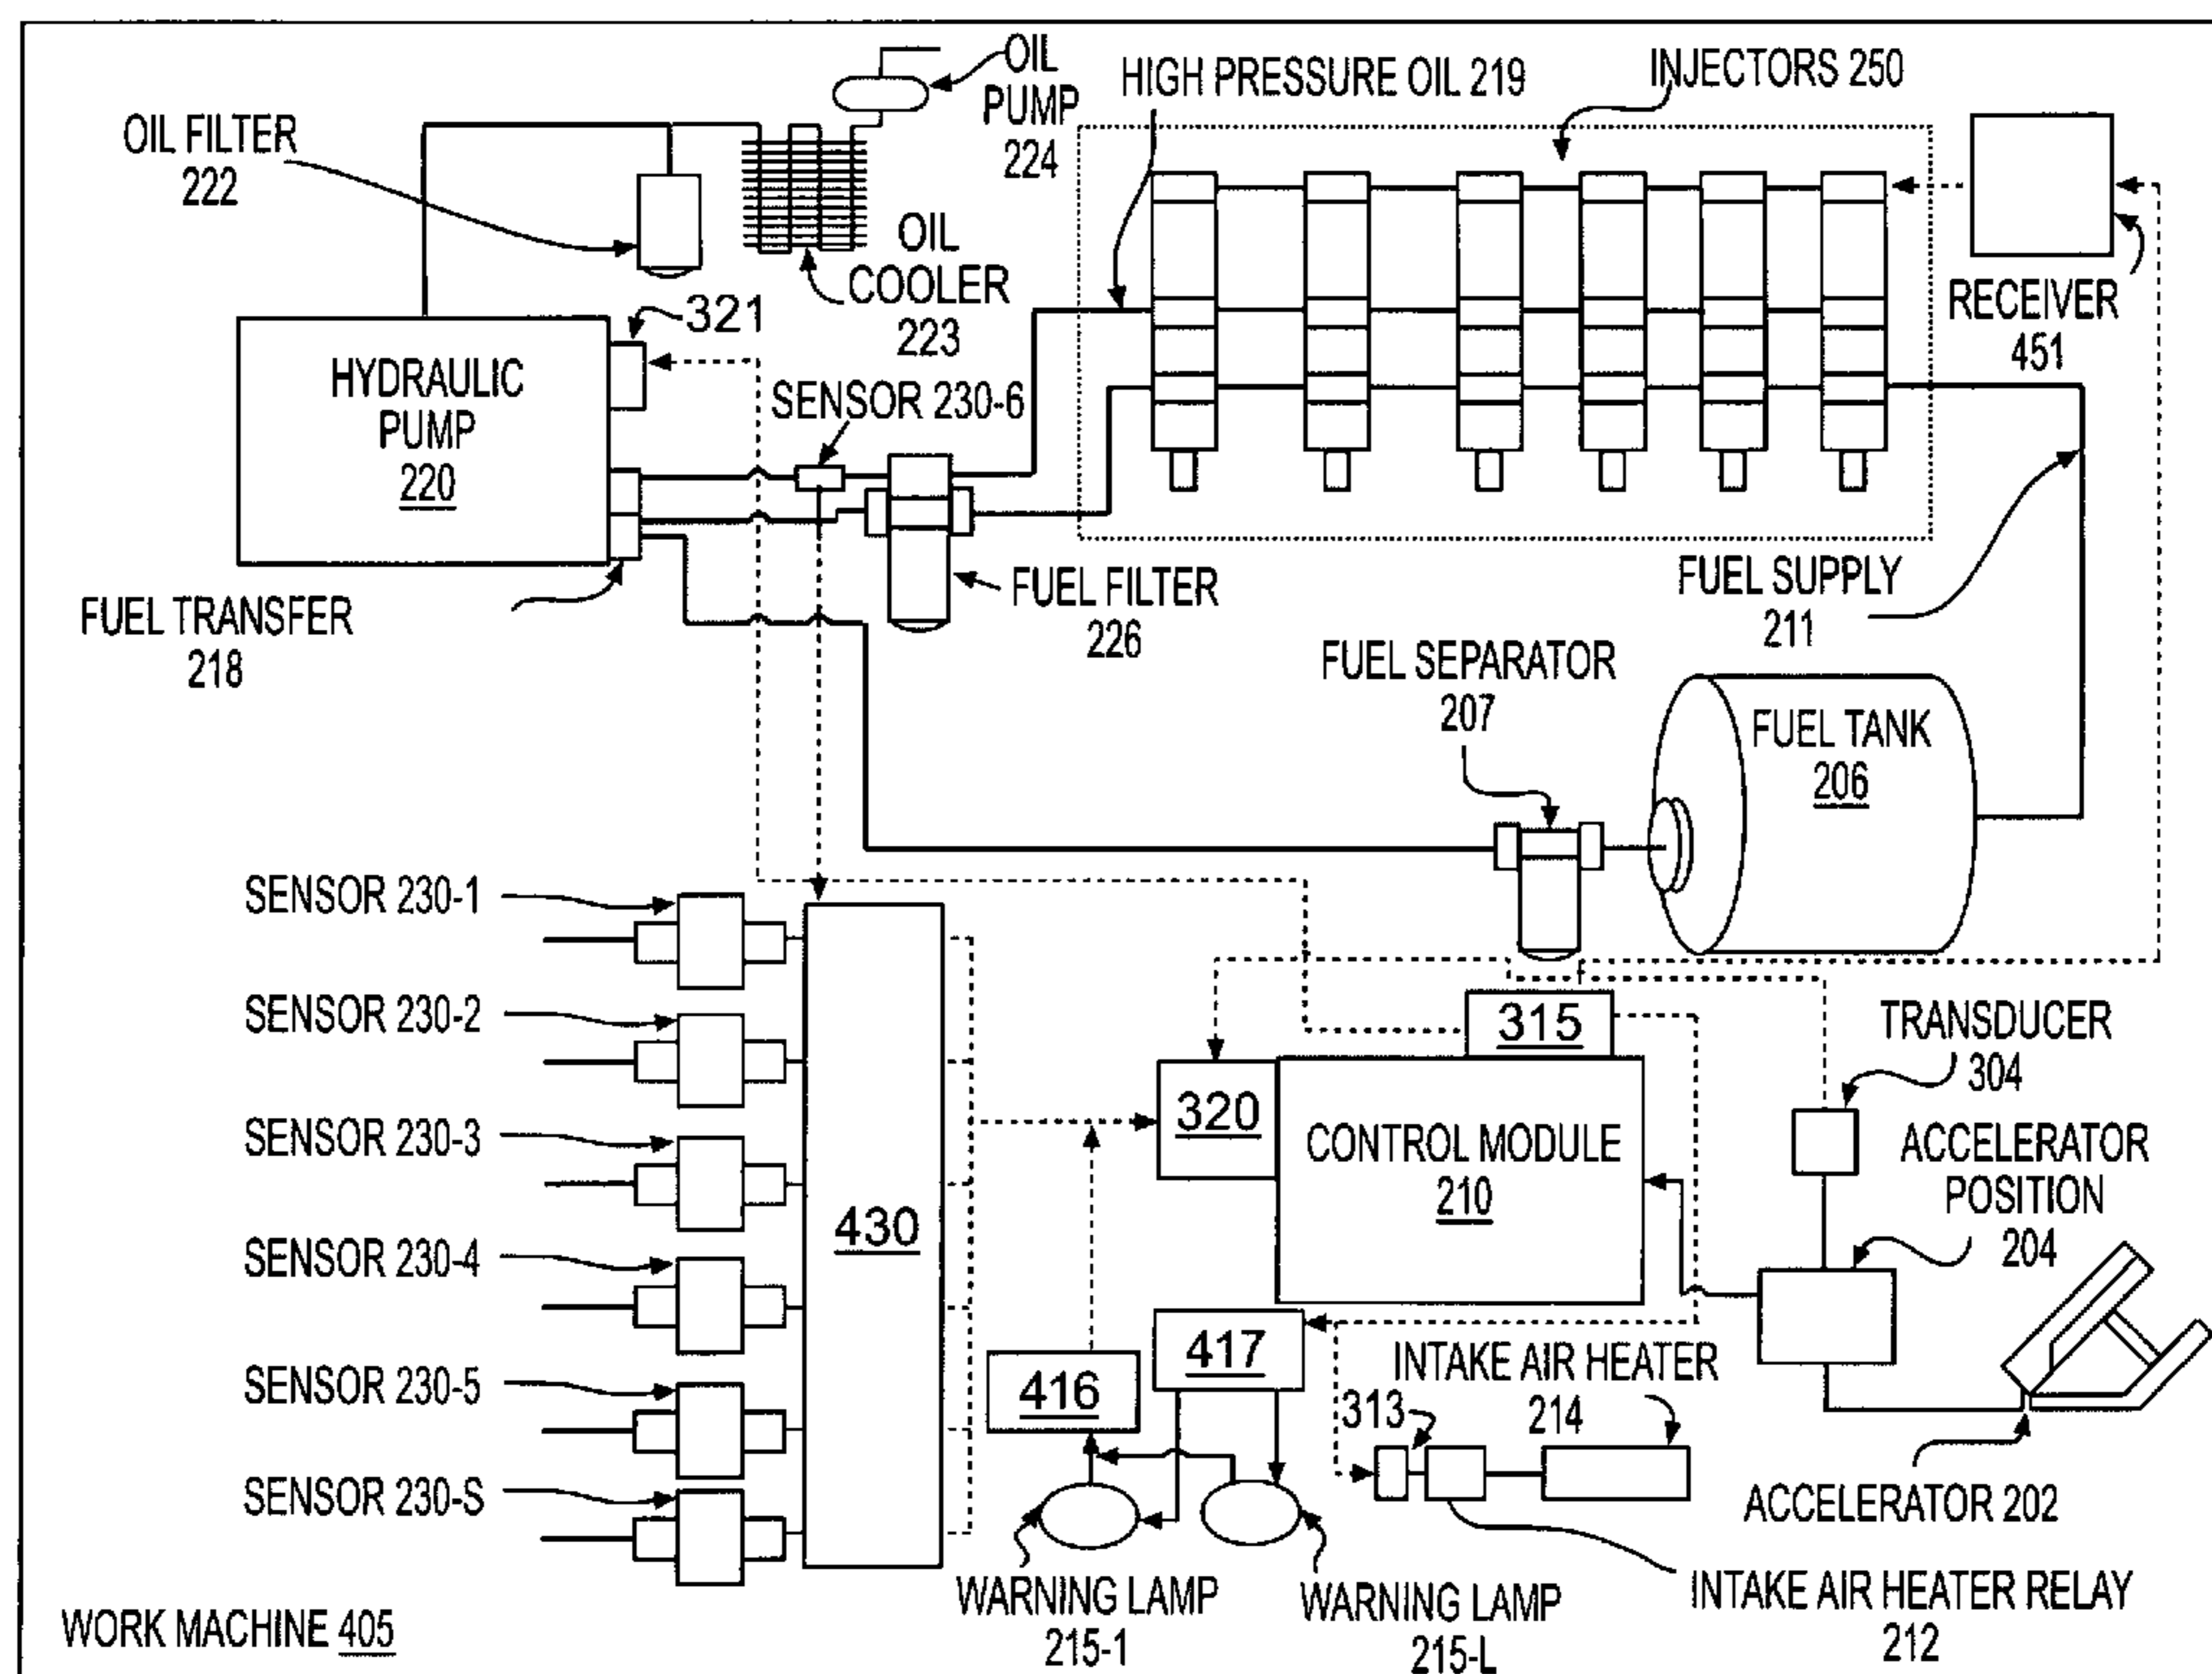 OIL
PUMP
224
HIGH PRESSURE OIL 219
INJECTORS 250
OIL FILTER
222
OIL
COOLER
223
RECEIVER
451
321
HYDRAULIC
PUMP
220
SENSOR 230-6
FUEL TRANSFER
218
FUEL FILTER
226
FUEL SUPPLY
211
FUEL SEPARATOR
207
FUEL TANK
206
SENSOR 230-1
SENSOR 230-2
SENSOR 230-3
SENSOR 230-4
SENSOR 230-5
SENSOR 230-S
430
315
320
CONTROL MODULE
210
TRANSDUCER
304
ACCELERATOR
POSITION
204
416
417
INTAKE AIR HEATER
214
313
ACCELERATOR 202
WARNING LAMP
215-1
WARNING LAMP
215-L
INTAKE AIR HEATER RELAY
212
WORK MACHINE 405